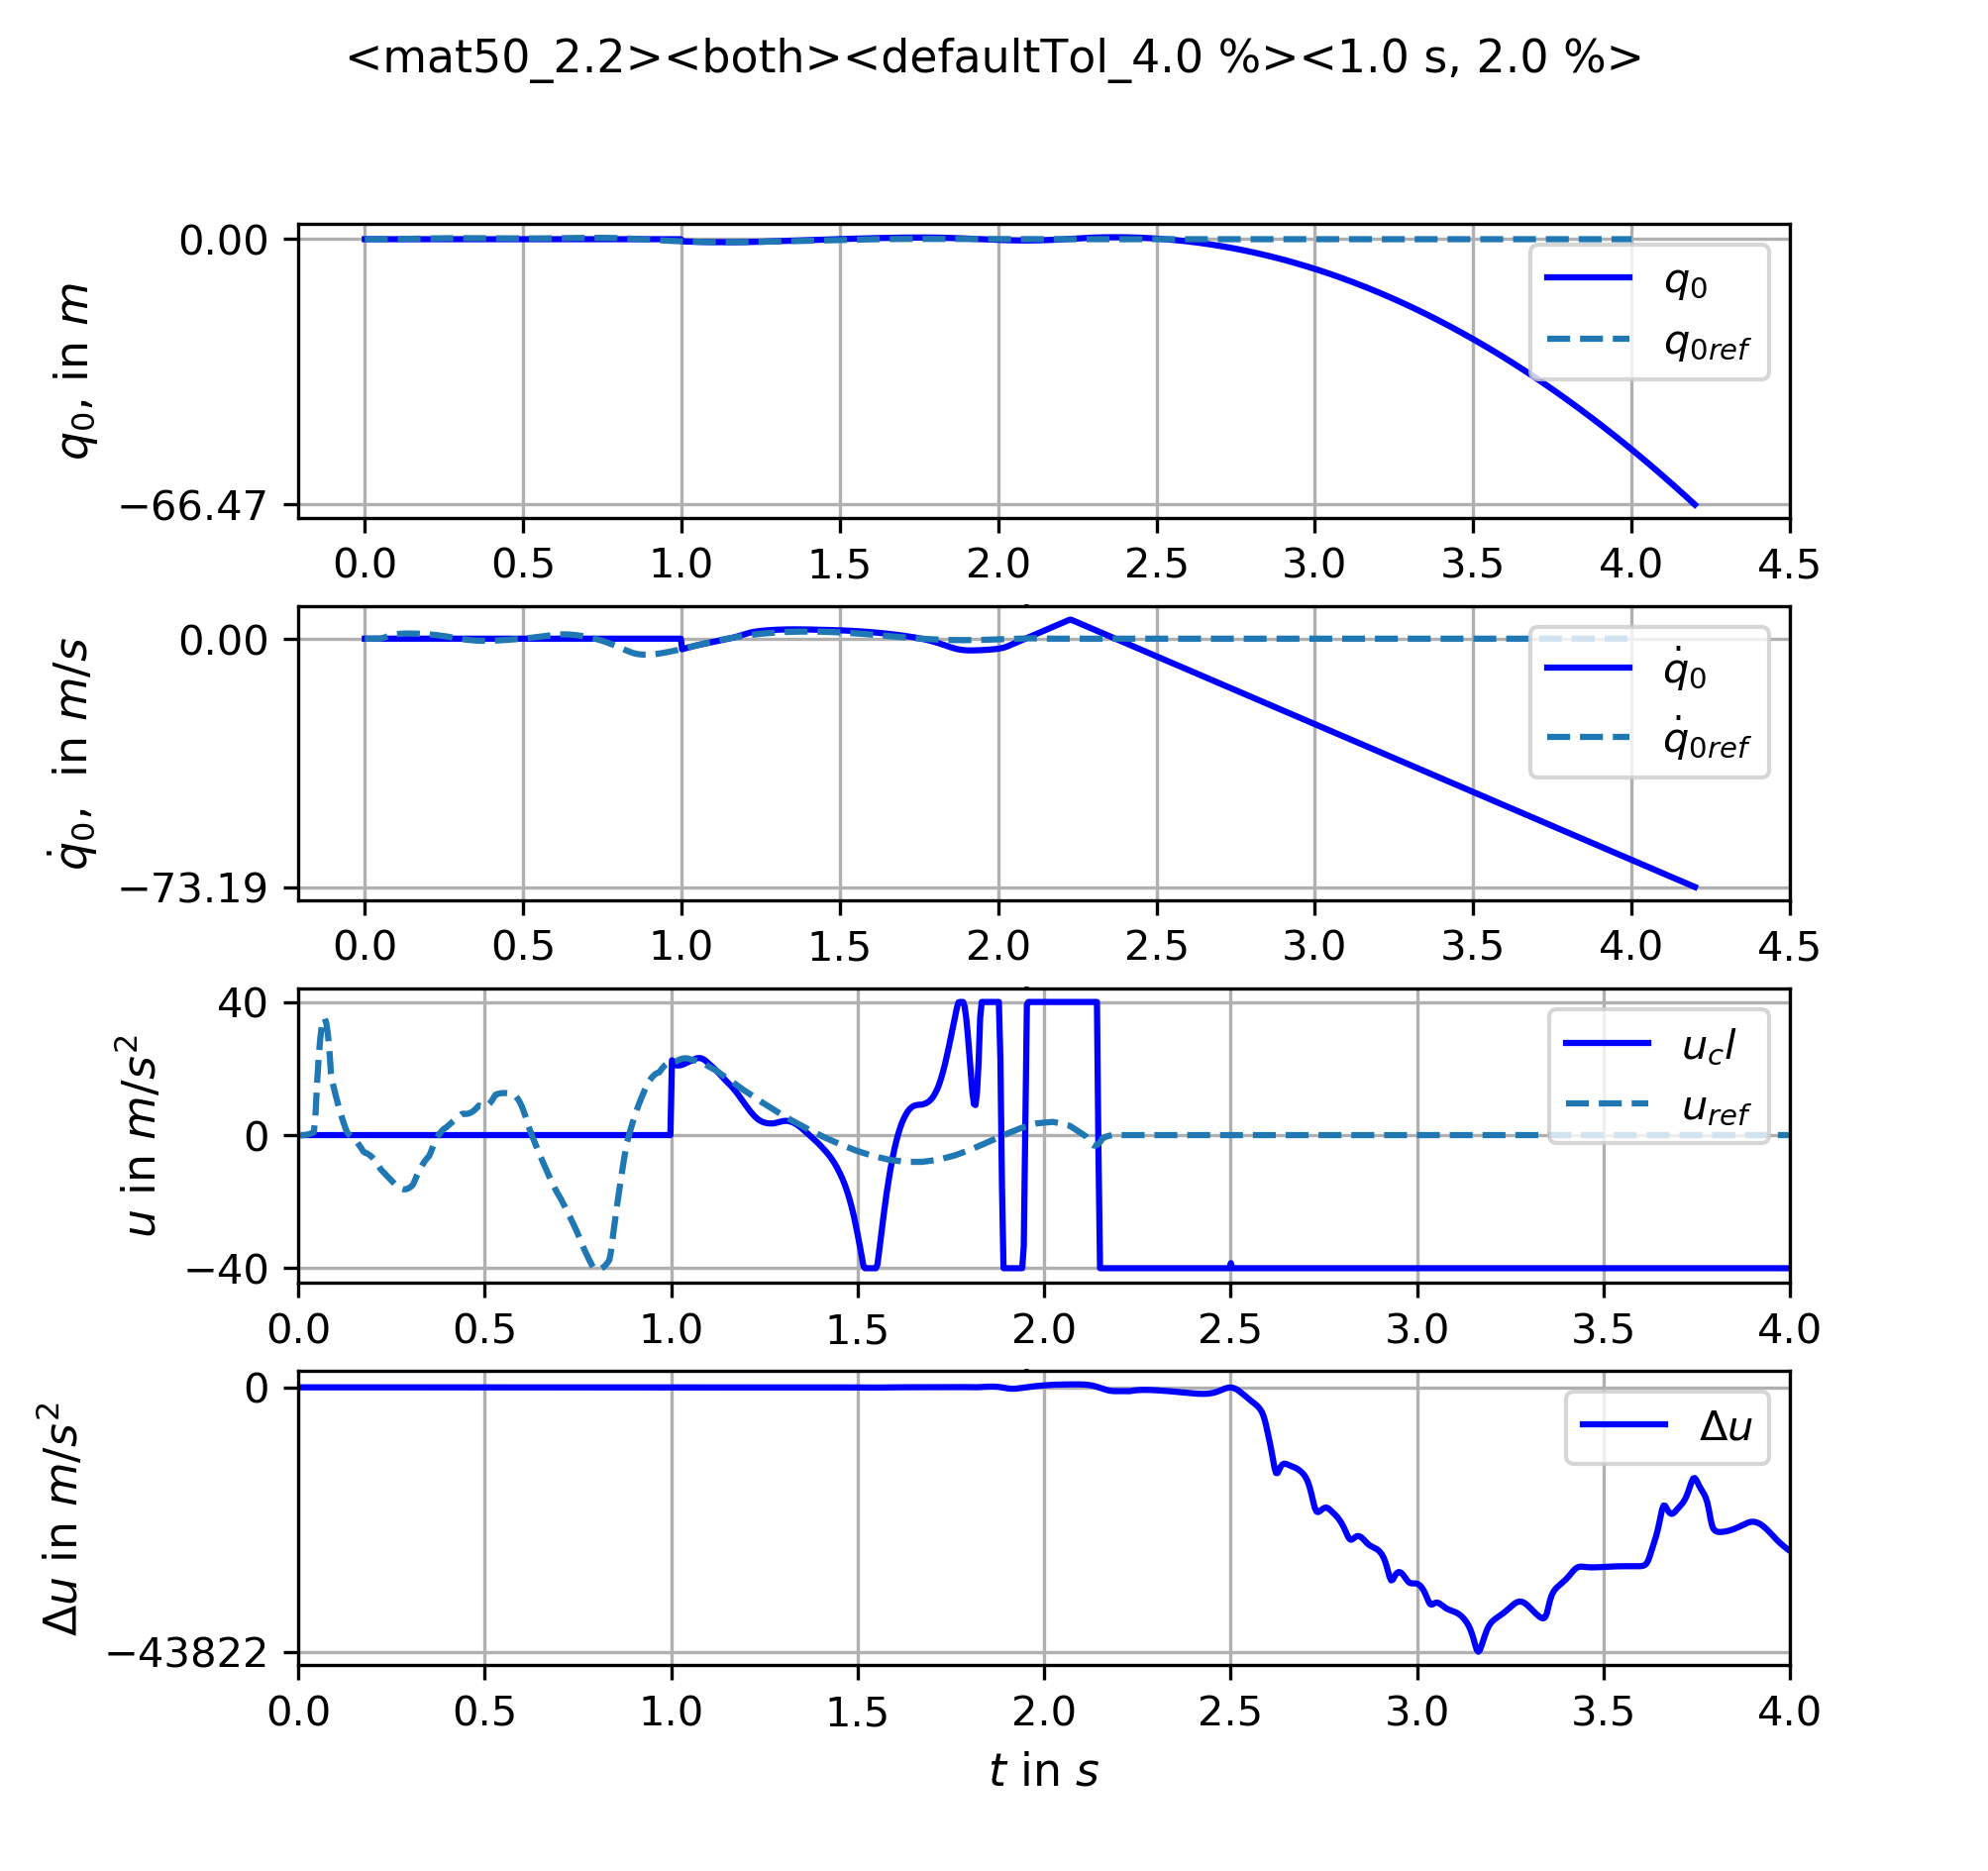 <mat50_2.2><both><defaultTol_4.0 %><1.0 s, 2.0 %>
q₀, in m
0.00
−66.47
q₀
q₀ref
0.0 0.5 1.0 1.5 2.0 2.5 3.0 3.5 4.0 4.5
q̇₀, in m/s
0.00
−73.19
q̇₀
q̇₀ref
0.0 0.5 1.0 1.5 2.0 2.5 3.0 3.5 4.0 4.5
u in m/s²
40
0
−40
u_cl
u_ref
0.0 0.5 1.0 1.5 2.0 2.5 3.0 3.5 4.0
Δu in m/s²
0
−43822
Δu
0.0 0.5 1.0 1.5 2.0 2.5 3.0 3.5 4.0
t in s